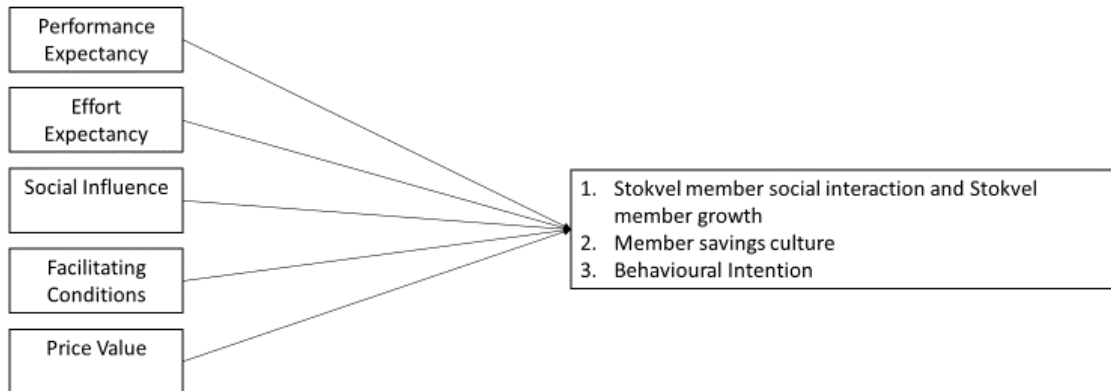 Performance
Expectancy
Effort
Expectancy
Social Influence
Facilitating
Conditions
Price Value
1. Stokvel member social interaction and Stokvel
member growth
2. Member savings culture
3. Behavioural Intention